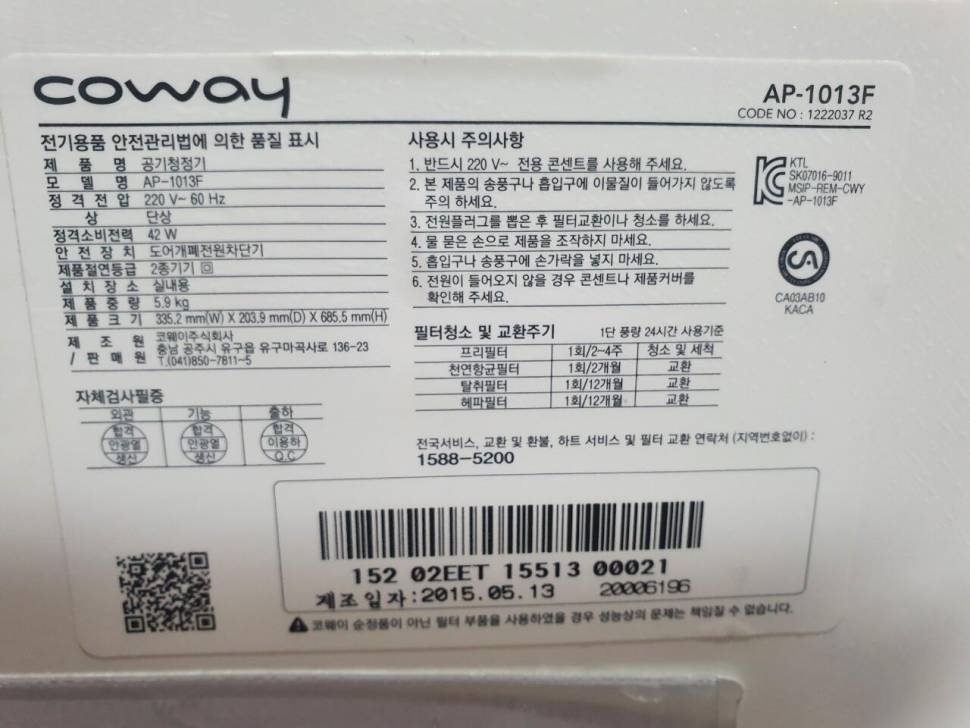 coway
AP-1013F
CODE NO : 1222037 R2
전기용품 안전관리법에 의한 품질 표시
제 품 명 공기청정기
모 델 명 AP-1013F
정 격 전 압 220 V~ 60 Hz
상 단상
정격소비전력 42 W
안 전 장 치 도어개폐전원차단기
제품절연등급 2종기기
설 치 장 소 실내용
제 품 중 량 5.9 kg
제 품 크 기 335.2 mm(W) X 203.9 mm(D) X 685.5 mm(H)
제 조 원 코웨이주식회사
/ 판 매 원 충남 공주시 유구읍 유구마곡사로 136-23
T.(041)850-7811~5
사용시 주의사항
1. 반드시 220 V~ 전용 콘센트를 사용해 주세요.
2. 본 제품의 송풍구나 흡입구에 이물질이 들어가지 않도록
주의 하세요.
3. 전원플러그를 뽑은 후 필터교환이나 청소를 하세요.
4. 물 묻은 손으로 제품을 조작하지 마세요.
5. 흡입구나 송풍구에 손가락을 넣지 마세요.
6. 전원이 들어오지 않을 경우 콘센트나 제품커버를
확인해 주세요.
KTL
SK07016-9011
MSIP-REM-CWY
-AP-1013F
CA
CA03AB10
KACA
필터청소 및 교환주기 1단 풍량 24시간 사용기준
프리필터 1회/2~4주 청소 및 세척
천연항균필터 1회/2개월 교환
탈취필터 1회/12개월 교환
헤파필터 1회/12개월 교환
자체검사필증
외관 기능 출하
합격 합격 합격
안광열 안광열 이용하
생산 생산 Q.C
전국서비스, 교환 및 환불, 하트 서비스 및 필터 교환 연락처 (지역번호없이) :
1588-5200
152 02EET 15513 00021
제조일자:2015.05.13 20006196
코웨이 순정품이 아닌 필터 부품을 사용하였을 경우 성능상의 문제는 책임질 수 없습니다.